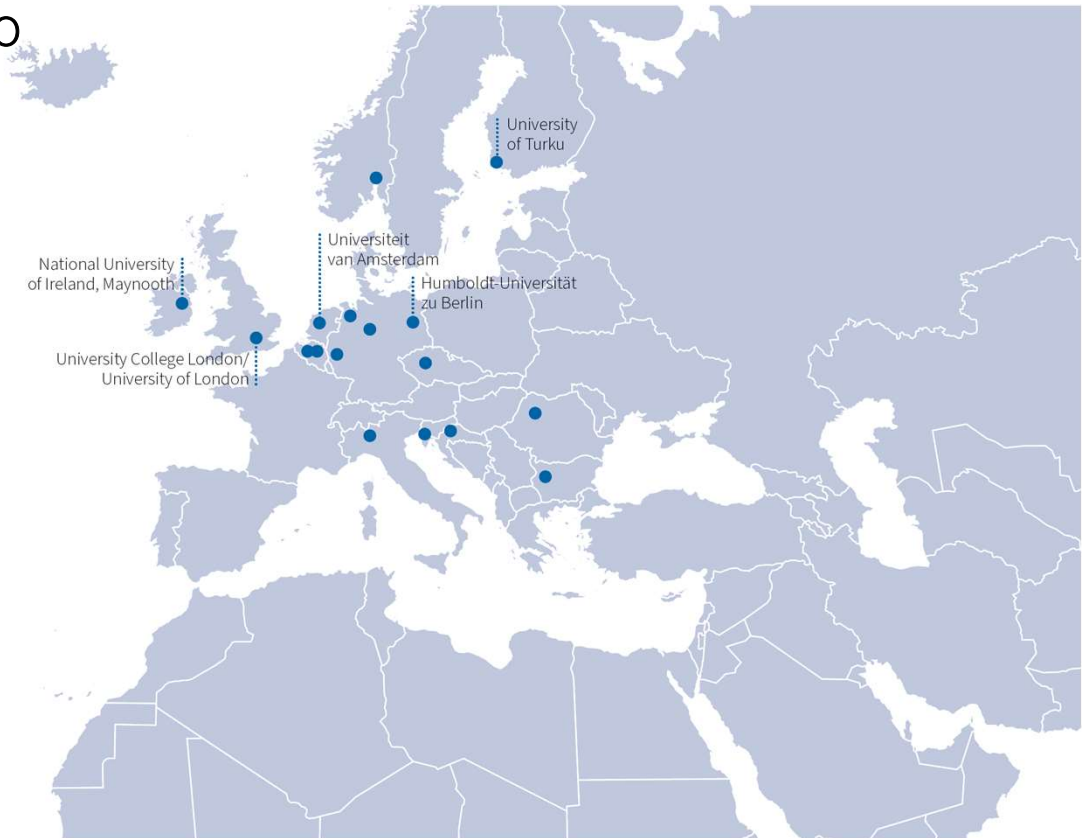 University
of Turku
Universiteit
van Amsterdam
National University
of Ireland, Maynooth
Humboldt-Universität
zu Berlin
University College London/
University of London